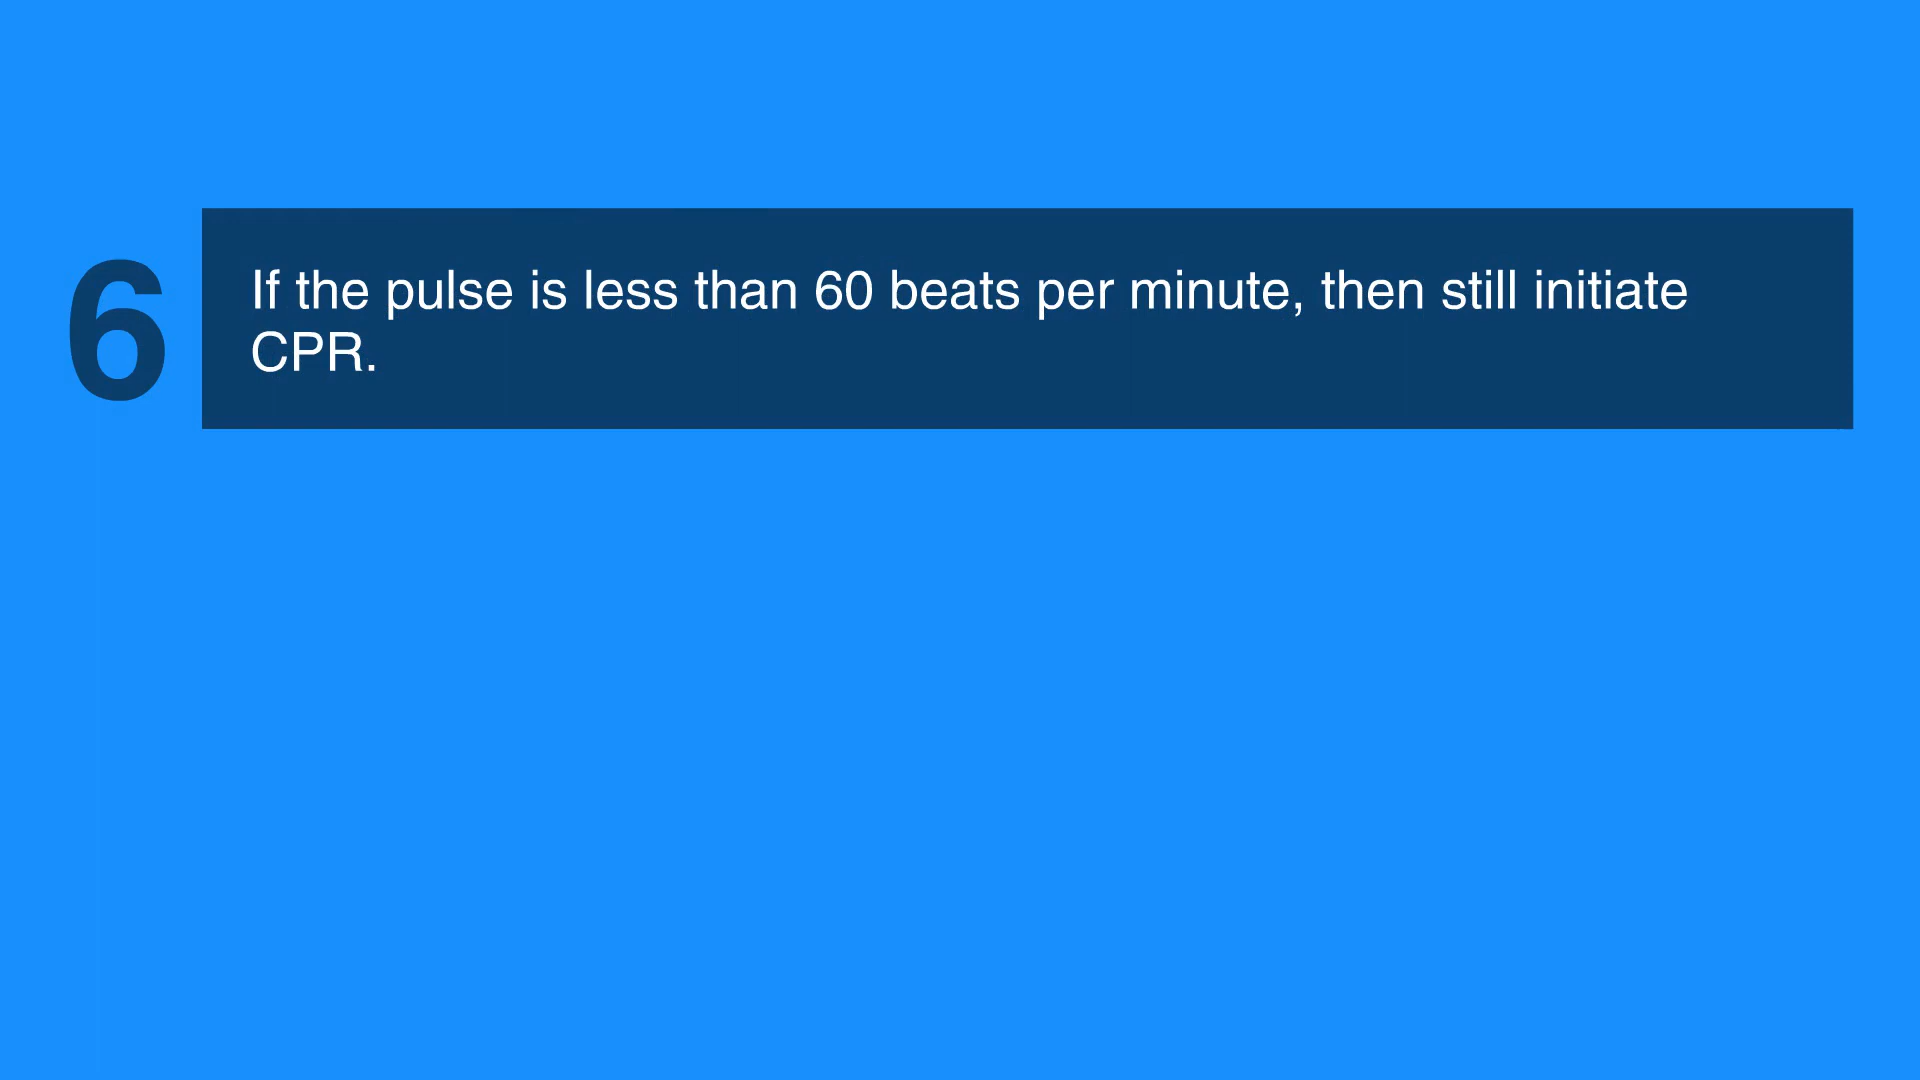 6
If the pulse is less than 60 beats per minute, then still initiate
CPR.